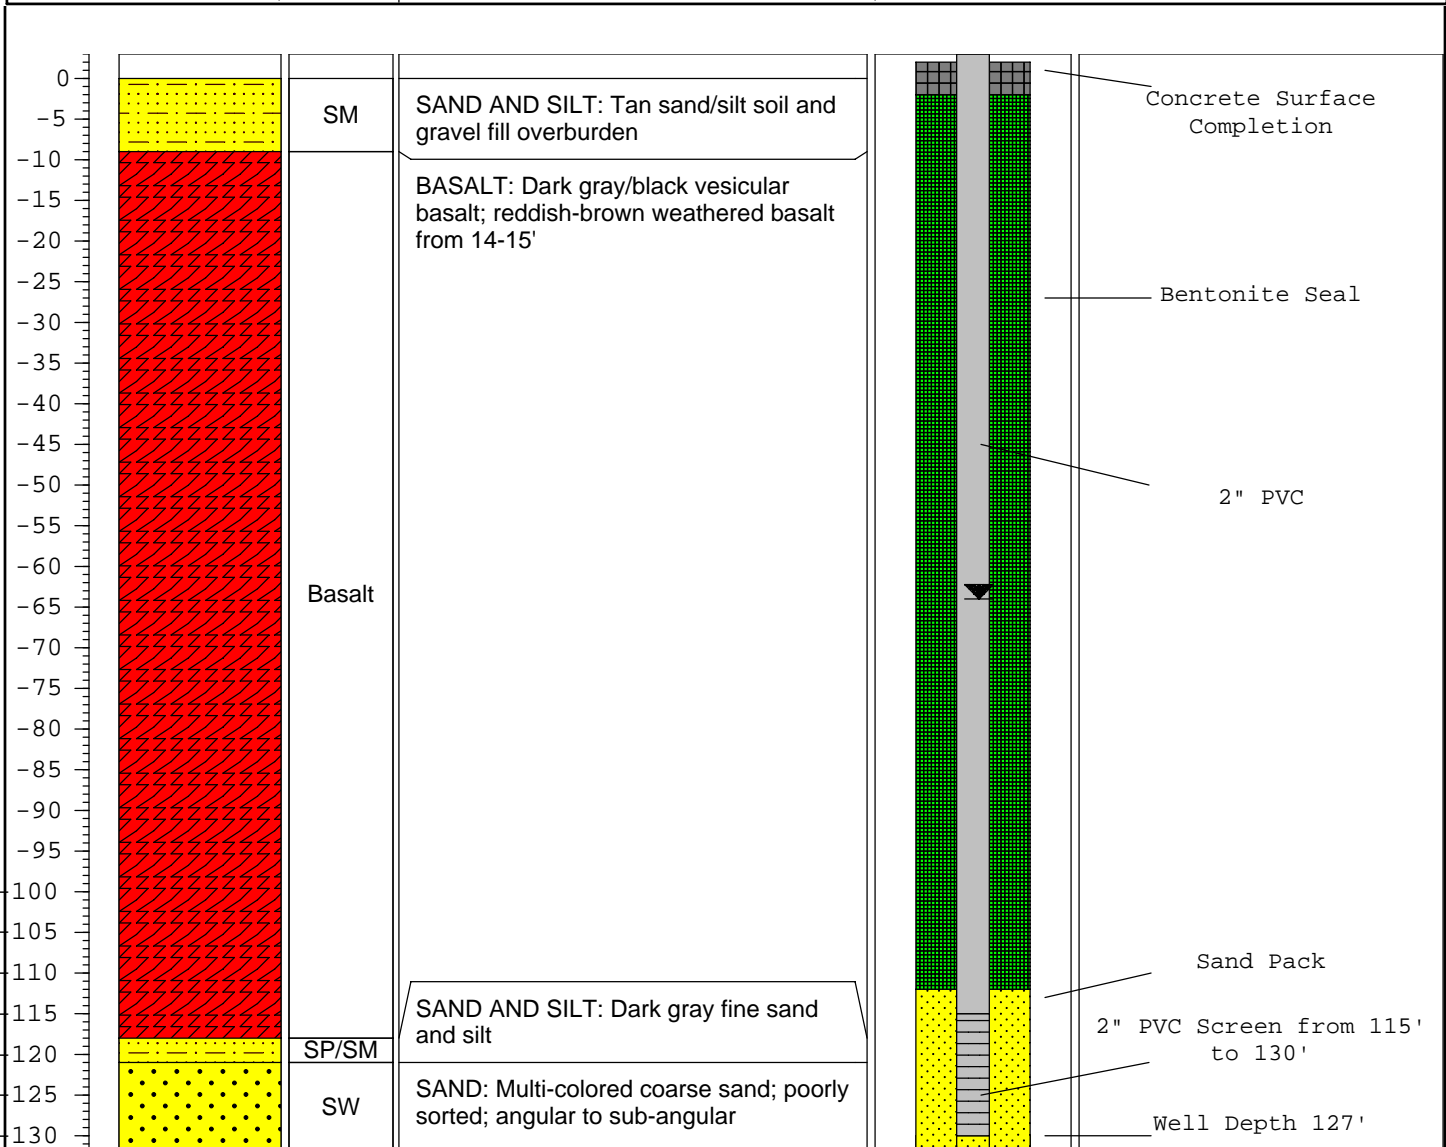 0
-5
-10
-15
-20
-25
-30
-35
-40
-45
-50
-55
-60
-65
-70
-75
-80
-85
-90
-95
-100
-105
-110
-115
-120
-125
-130
SM
Basalt
SP/SM
SW
SAND AND SILT: Tan sand/silt soil and
gravel fill overburden
BASALT: Dark gray/black vesicular
basalt; reddish-brown weathered basalt
from 14-15'
SAND AND SILT: Dark gray fine sand
and silt
SAND: Multi-colored coarse sand; poorly
sorted; angular to sub-angular
Concrete Surface
Completion
Bentonite Seal
2" PVC
Sand Pack
2" PVC Screen from 115'
to 130'
Well Depth 127'